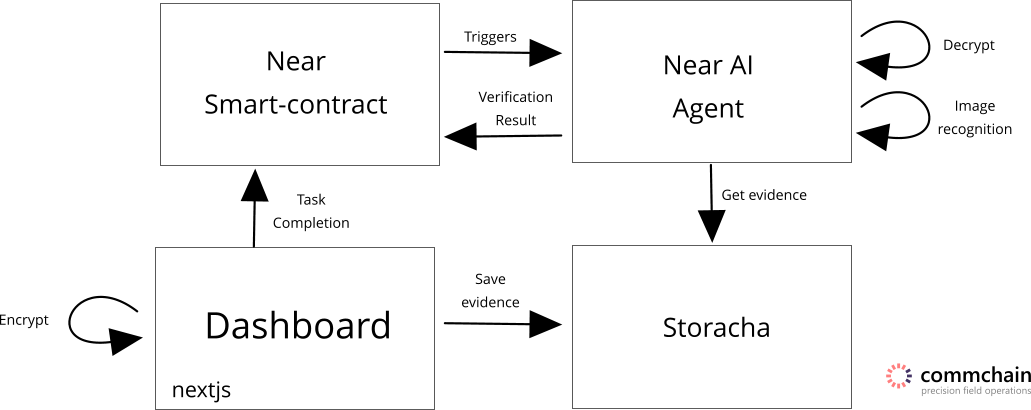 Near
Smart-contract
Triggers
Verification
Result
Near AI
Agent
Decrypt
Image
recognition
Task
Completion
Get evidence
Encrypt
Dashboard
nextjs
Save
evidence
Storacha
commchain
precision field operations